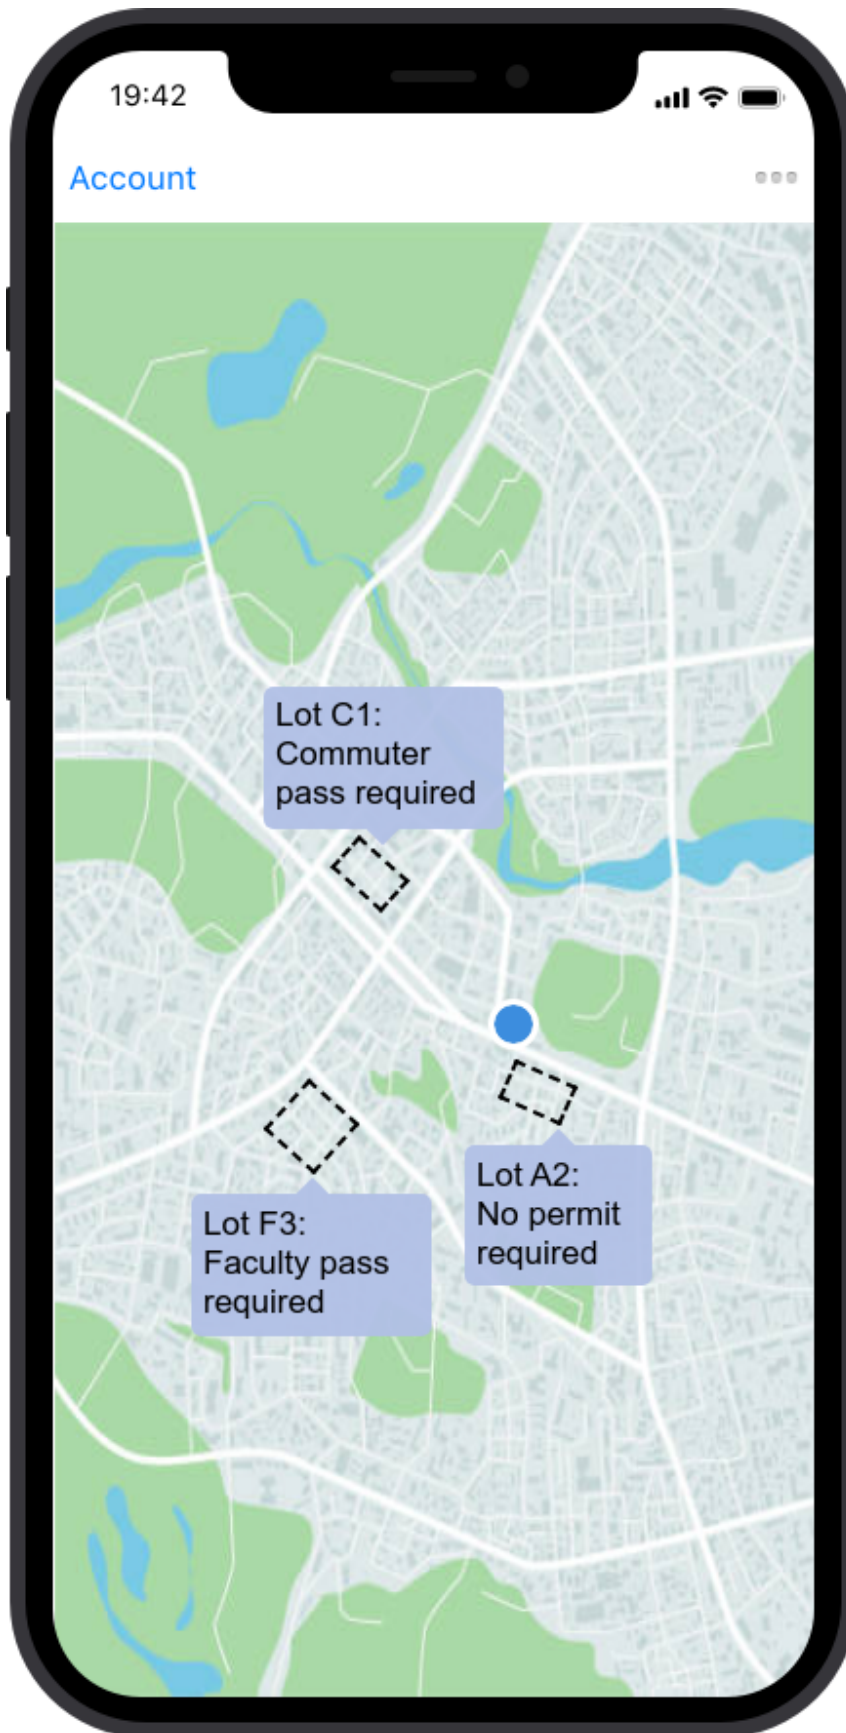 19:42
Account
Lot C1:
Commuter
pass required
Lot A2:
No permit
required
Lot F3:
Faculty pass
required